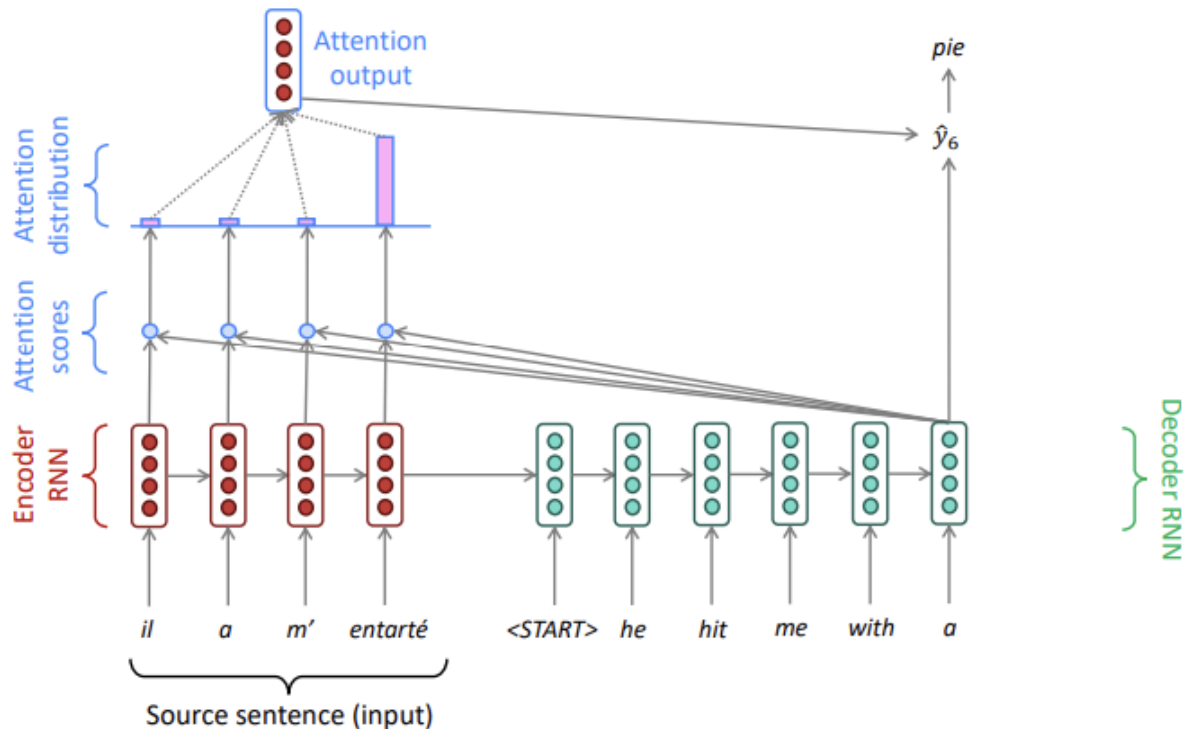 Attention
output
pie
ŷ₆
Attention
distribution
Attention
scores
Encoder
RNN
Decoder RNN
il a m’ entarté <START> he hit me with a
Source sentence (input)